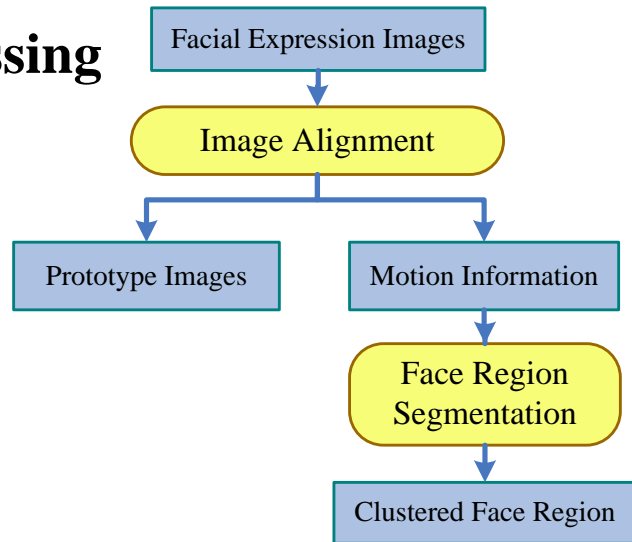 ssing
Facial Expression Images
Image Alignment
Prototype Images
Motion Information
Face Region
Segmentation
Clustered Face Region